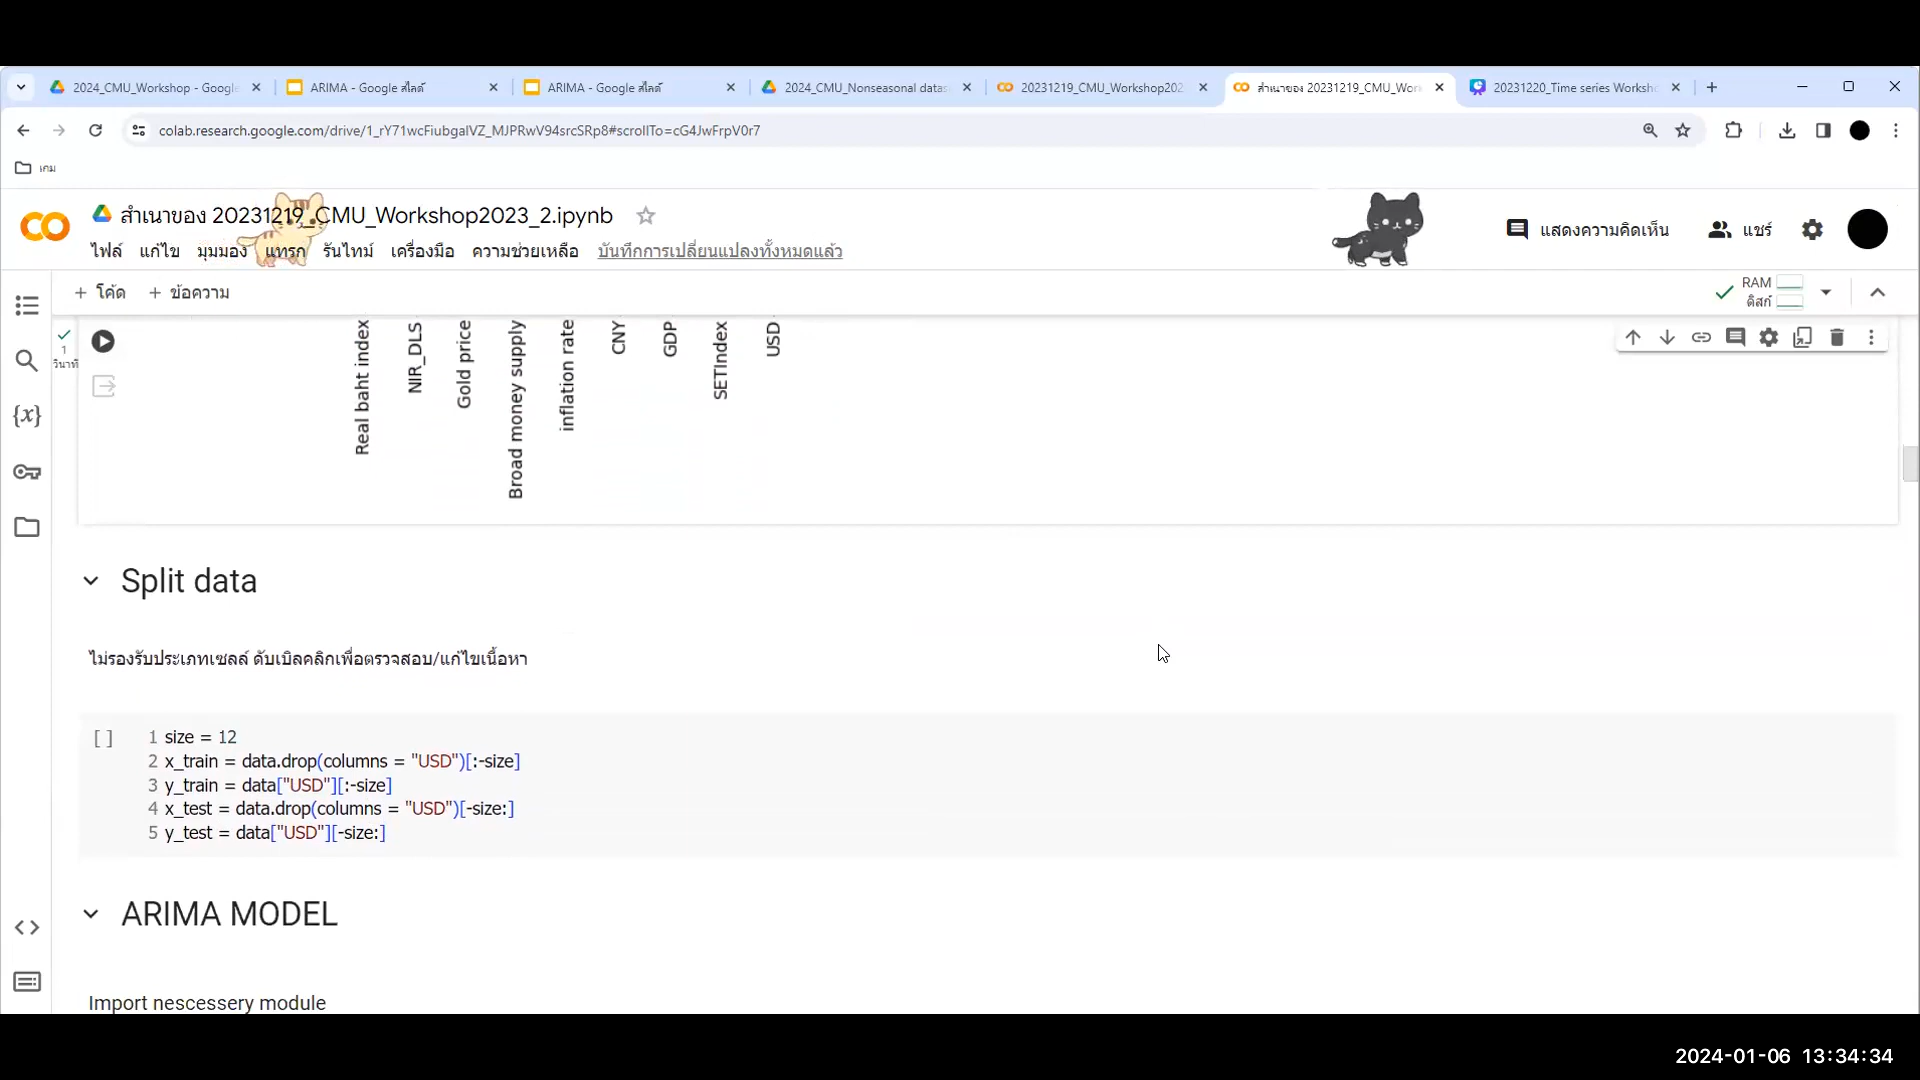 2024_CMU_Workshop - Google
ARIMA - Google สไลด์
ARIMA - Google สไลด์
2024_CMU_Nonseasonal datas
20231219_CMU_Workshop202
สำเนาของ 20231219_CMU_Wor
20231220_Time series Worksh
colab.research.google.com/drive/1_rY71wcFiubgaIVZ_MJPRwV94srcSRp8#scrollTo=cG4JwFrpV0r7
เกม
สำเนาของ 20231219_CMU_Workshop2023_2.ipynb
ไฟล์ แก้ไข มุมมอง แทรก รันไทม์ เครื่องมือ ความช่วยเหลือ บันทึกการเปลี่ยนแปลงทั้งหมดแล้ว
แสดงความคิดเห็น
แชร์
+ โค้ด + ข้อความ
RAM
ดิสก์
1
วินาที
Real baht index
NIR_DLS
Gold price
Broad money supply
inflation rate
CNY
GDP
SETIndex
USD
Split data
ไม่รองรับประเภทเซลล์ ดับเบิลคลิกเพื่อตรวจสอบ/แก้ไขเนื้อหา
[ ] 1 size = 12
2 x_train = data.drop(columns = "USD")[:-size]
3 y_train = data["USD"][:-size]
4 x_test = data.drop(columns = "USD")[-size:]
5 y_test = data["USD"][-size:]
ARIMA MODEL
Import nescessery module
2024-01-06 13:34:34